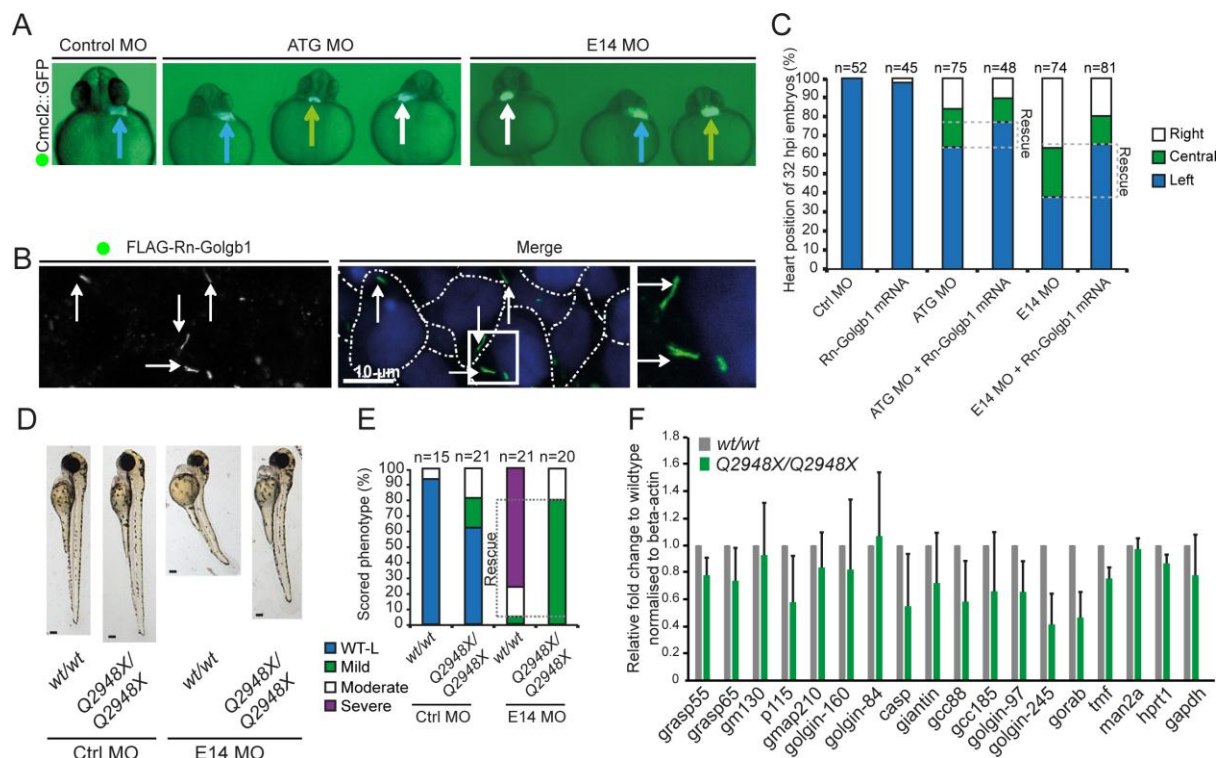 A
Control MO
ATG MO
E14 MO
Cmcl2::GFP
B
FLAG-Rn-Golgb1
Merge
10 µm
C
Heart position of 32 hpi embryos (%)
100
90
80
70
60
50
40
30
20
10
0
n=52
n=45
n=75
n=48
n=74
n=81
Rescue
Rescue
Right
Central
Left
Ctrl MO
Rn-Golgb1 mRNA
ATG MO
ATG MO + Rn-Golgb1 mRNA
E14 MO
E14 MO + Rn-Golgb1 mRNA
D
wt/wt
Q2948X/
Q2948X
wt/wt
Q2948X/
Q2948X
Ctrl MO
E14 MO
E
Scored phenotype (%)
100
90
80
70
60
50
40
30
20
10
0
n=15
n=21
n=21
n=20
Rescue
WT-L
Mild
Moderate
Severe
wt/wt
Q2948X/
Q2948X
wt/wt
Q2948X/
Q2948X
Ctrl MO
E14 MO
F
Relative fold change to wildtype
normalised to beta-actin
1.8
1.6
1.4
1.2
1.0
0.8
0.6
0.4
0.2
0
wt/wt
Q2948X/Q2948X
grasp55
grasp65
gm130
p115
gmap210
golgin-160
golgin-84
casp
giantin
gcc88
gcc185
golgin-97
golgin-245
gorab
tmf
man2a
hprt1
gapdh